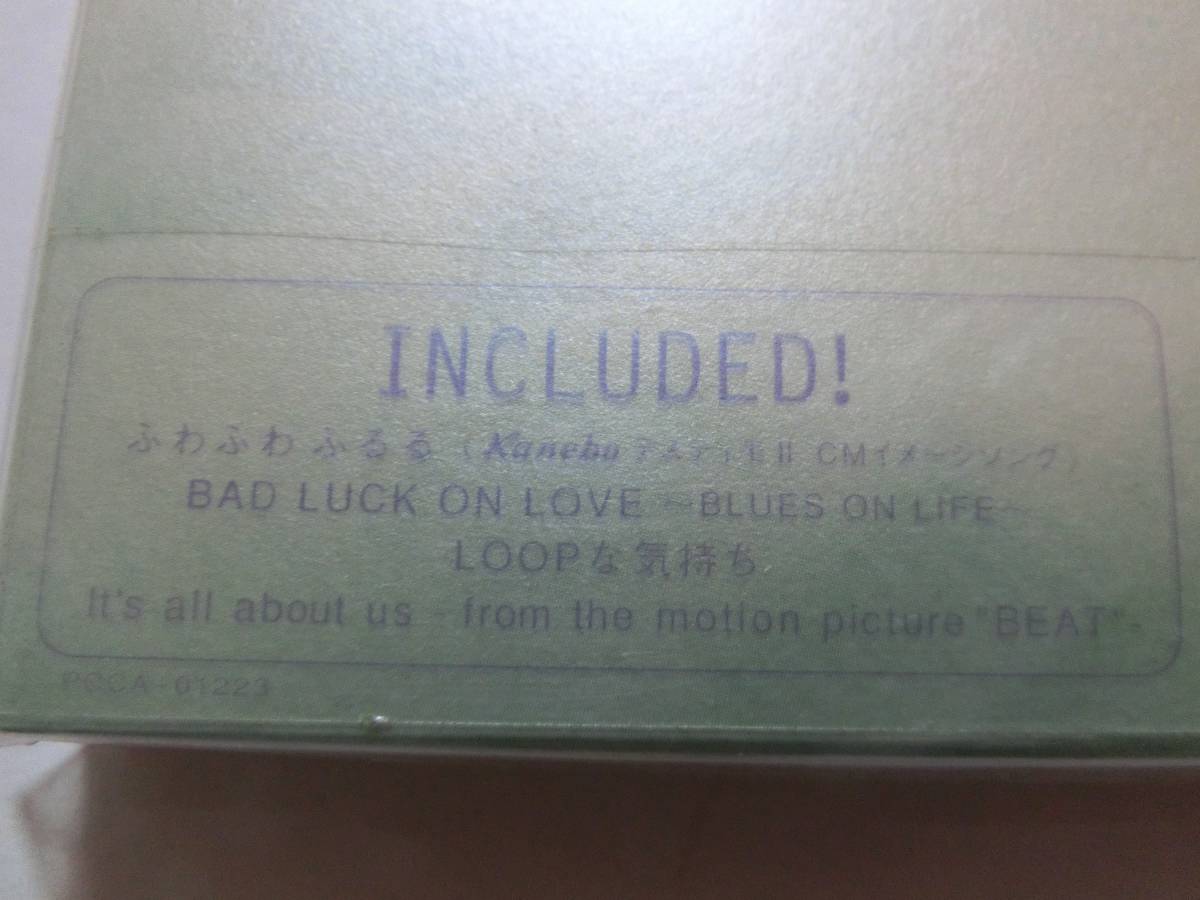 INCLUDED!
ふわふわ ふるる (Kanebo テスティモII CMイメージソング)
BAD LUCK ON LOVE ～BLUES ON LIFE～
LOOPな気持ち
It's all about us - from the motion picture "BEAT"-
PCCA-01223